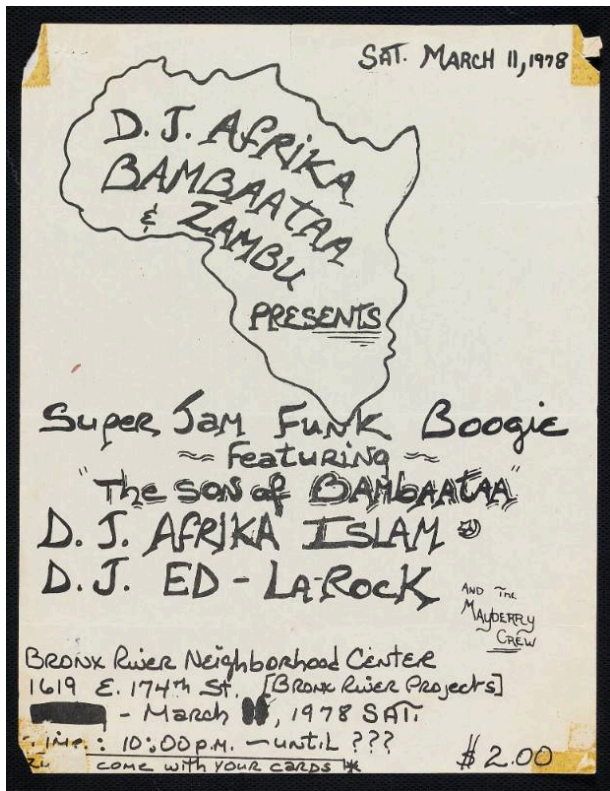 SAT. MARCH 11, 1978
D. J. AfRiKA
BAMBAATAA
& ZAMBU
PRESENTS
Super Jam Funk Boogie
≈ featuring ≈
"The SON of BAMbAATAA"
D. J. AfRIKA ISLAM
D. J. ED - LA-ROCK
AND THE
MAYBERRY
CREW
BRONX River Neighborhood Center
1619 E. 174th St. [Bronx River Projects]
- March , 1978 SAT.
Time : 10:00 p.m. — until ???
$ 2.00
come with your cards *